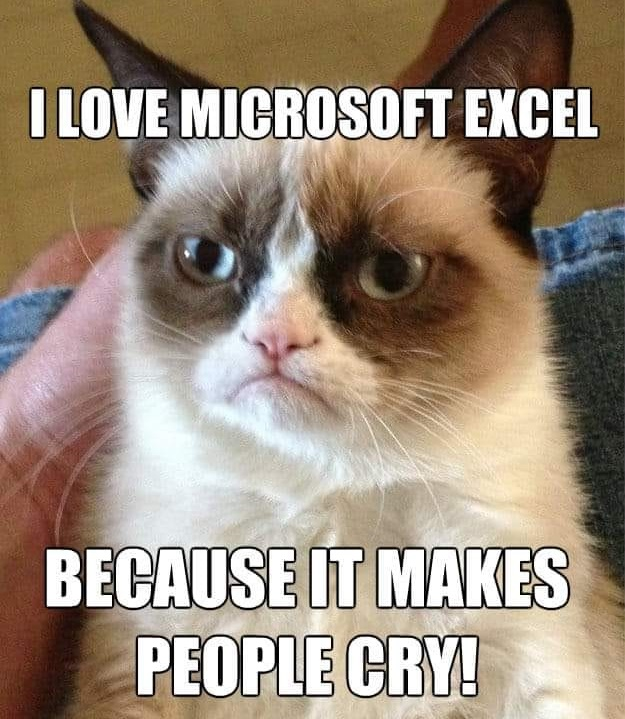 I LOVE MICROSOFT EXCEL
BECAUSE IT MAKES
PEOPLE CRY!